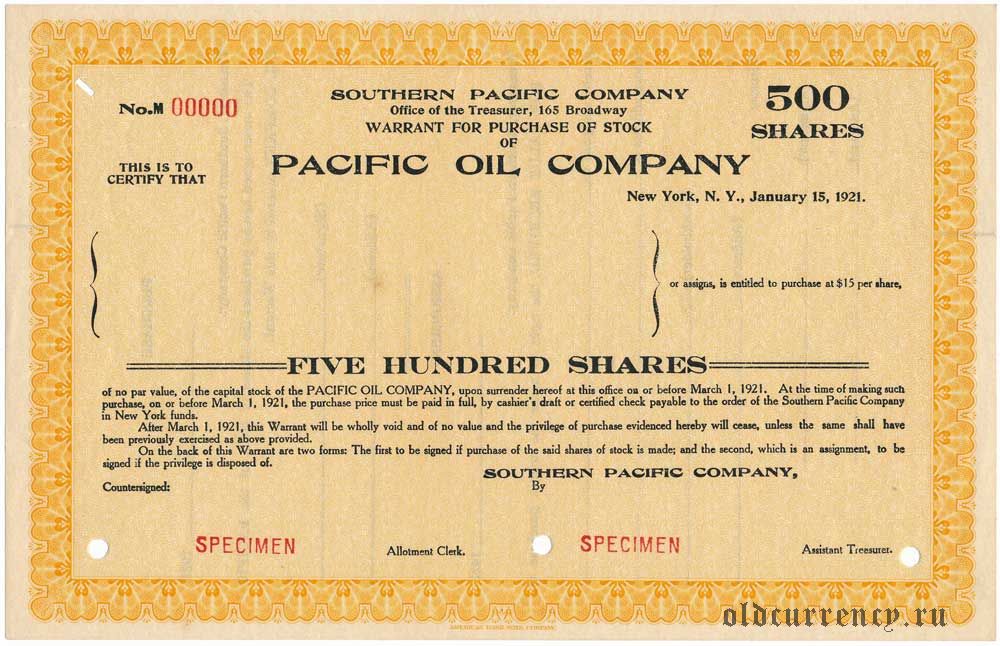 No.M 00000
SOUTHERN PACIFIC COMPANY
Office of the Treasurer, 165 Broadway
WARRANT FOR PURCHASE OF STOCK
OF
PACIFIC OIL COMPANY
500
SHARES
THIS IS TO
CERTIFY THAT
New York, N. Y., January 15, 1921.
or assigns, is entitled to purchase at $15 per share,
FIVE HUNDRED SHARES
of no par value, of the capital stock of the PACIFIC OIL COMPANY, upon surrender hereof at this office on or before March 1, 1921. At the time of making such
purchase, on or before March 1, 1921, the purchase price must be paid in full, by cashier's draft or certified check payable to the order of the Southern Pacific Company
in New York funds.
After March 1, 1921, this Warrant will be wholly void and of no value and the privilege of purchase evidenced hereby will cease, unless the same shall have
been previously exercised as above provided.
On the back of this Warrant are two forms: The first to be signed if purchase of the said shares of stock is made; and the second, which is an assignment, to be
signed if the privilege is disposed of.
SOUTHERN PACIFIC COMPANY,
Countersigned:
By
SPECIMEN
Allotment Clerk.
SPECIMEN
Assistant Treasurer.
AMERICAN BANK NOTE COMPANY.
oldcurrency.ru